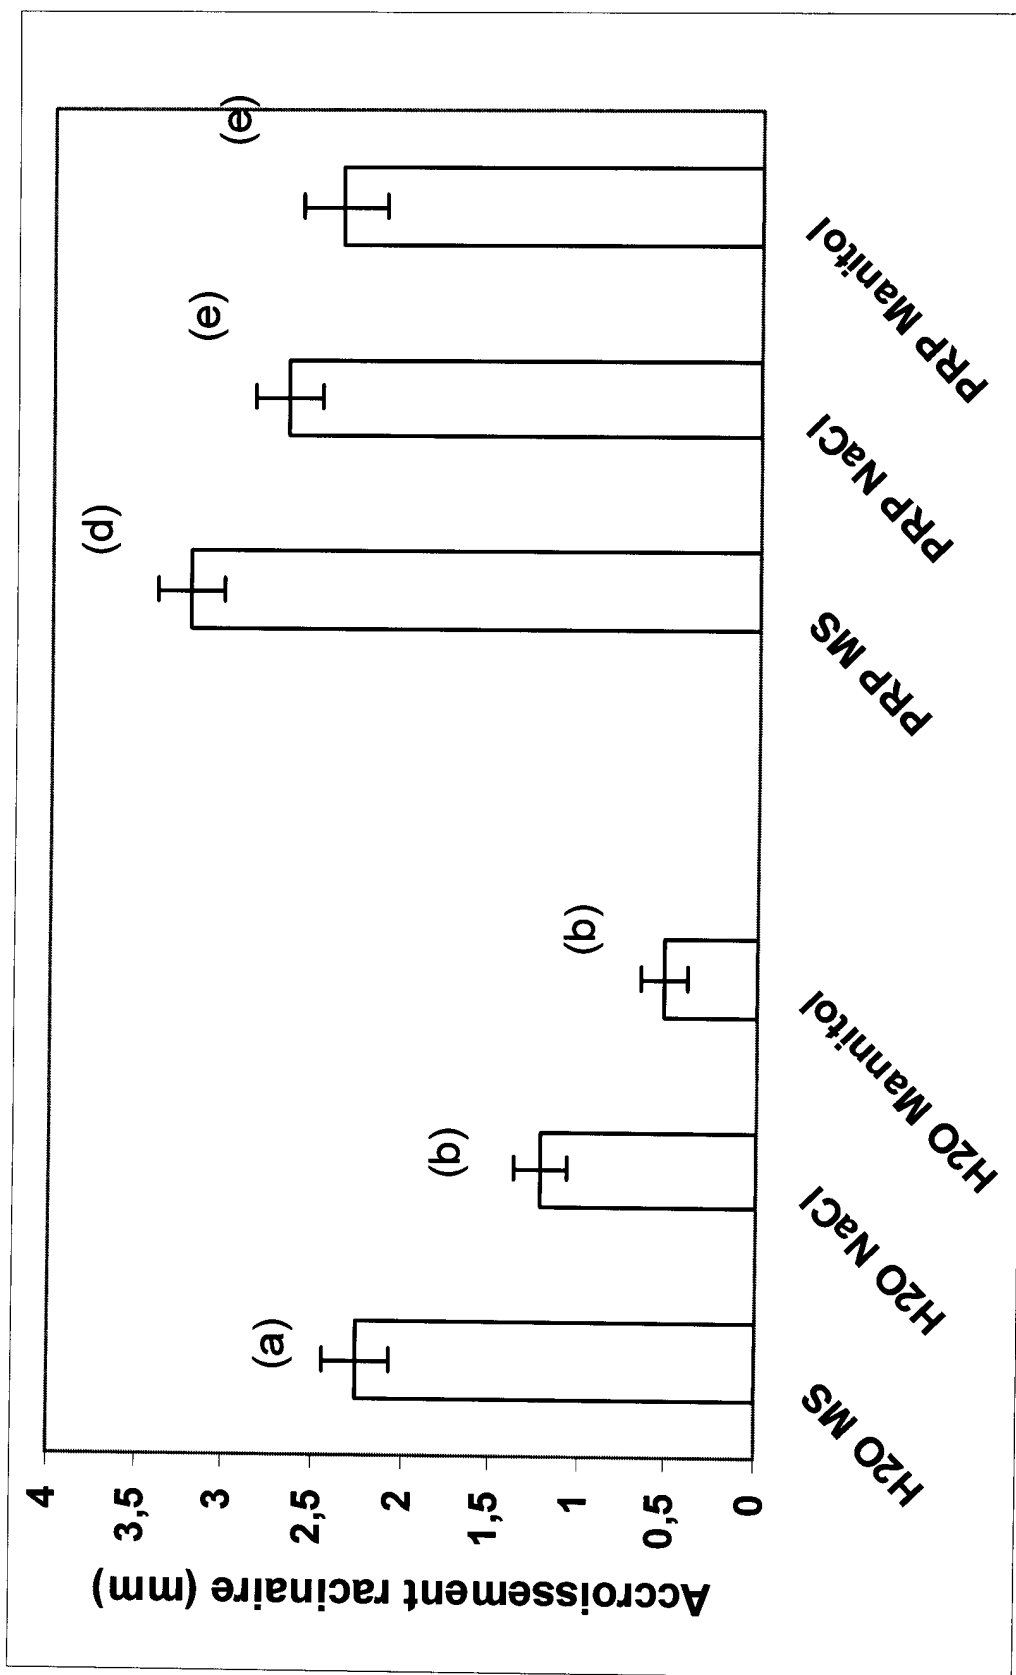 Accroissement racinaire (mm)
4
3,5
3
2,5
2
1,5
1
0,5
0
(a)
(b)
(b)
(d)
(e)
(e)
H2O MS
H2O NaCl
H2O Mannitol
PRP MS
PRP NaCl
PRP Manitol